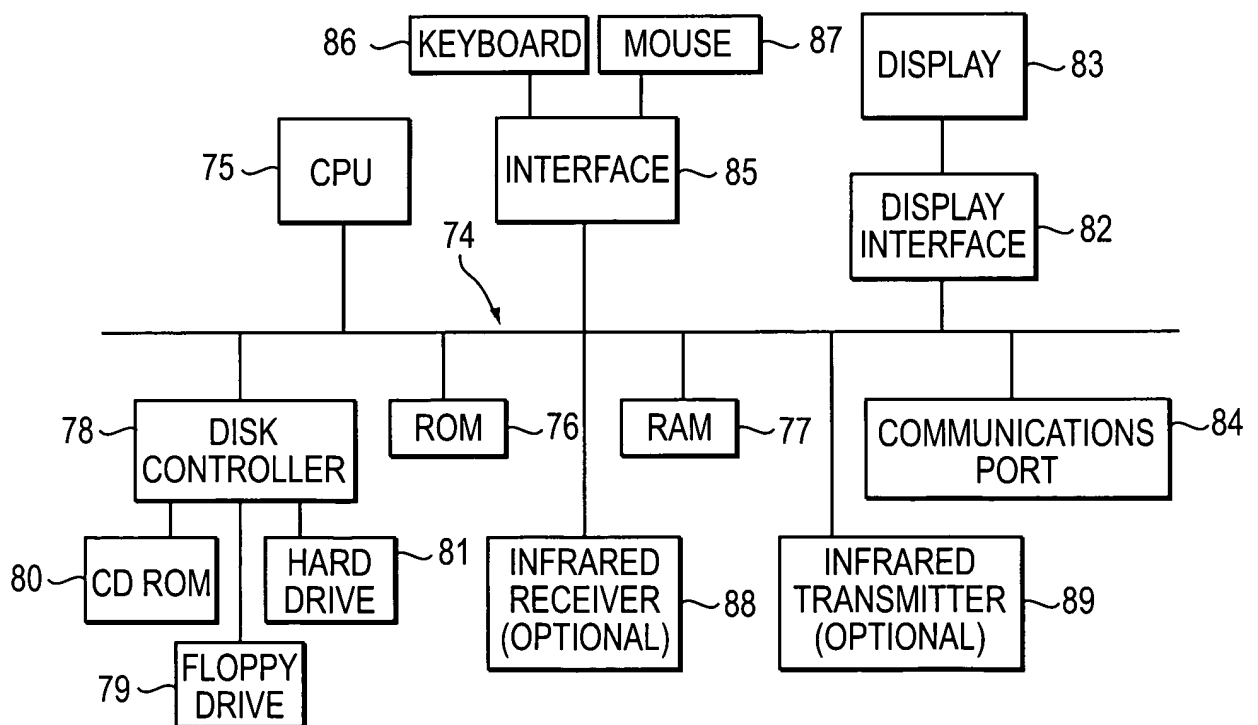 86 KEYBOARD MOUSE 87
DISPLAY 83
75 CPU
INTERFACE 85
DISPLAY
INTERFACE 82
74
78 DISK
CONTROLLER
ROM 76
RAM 77
COMMUNICATIONS
PORT 84
80 CD ROM
HARD
DRIVE 81
INFRARED
RECEIVER
(OPTIONAL) 88
INFRARED
TRANSMITTER
(OPTIONAL) 89
79 FLOPPY
DRIVE